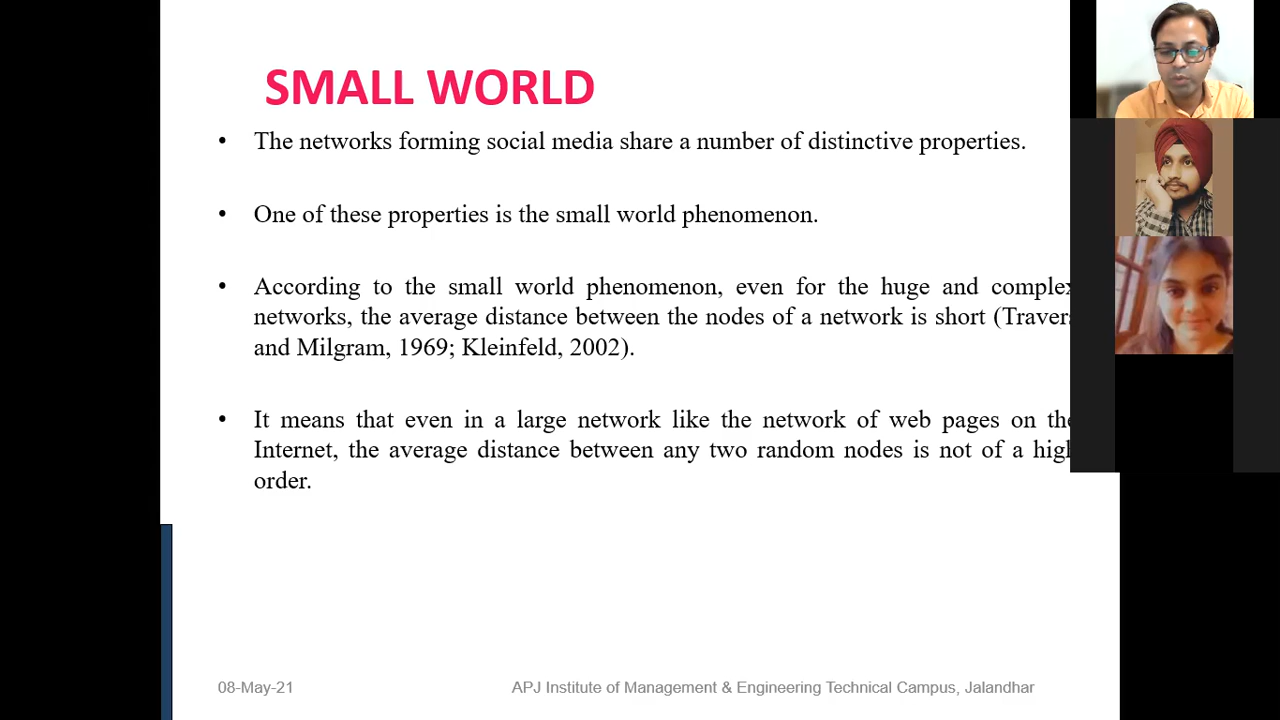 SMALL WORLD
• The networks forming social media share a number of distinctive properties.
• One of these properties is the small world phenomenon.
• According to the small world phenomenon, even for the huge and complex
networks, the average distance between the nodes of a network is short (Travers
and Milgram, 1969; Kleinfeld, 2002).
• It means that even in a large network like the network of web pages on the
Internet, the average distance between any two random nodes is not of a high
order.
08-May-21
APJ Institute of Management & Engineering Technical Campus, Jalandhar